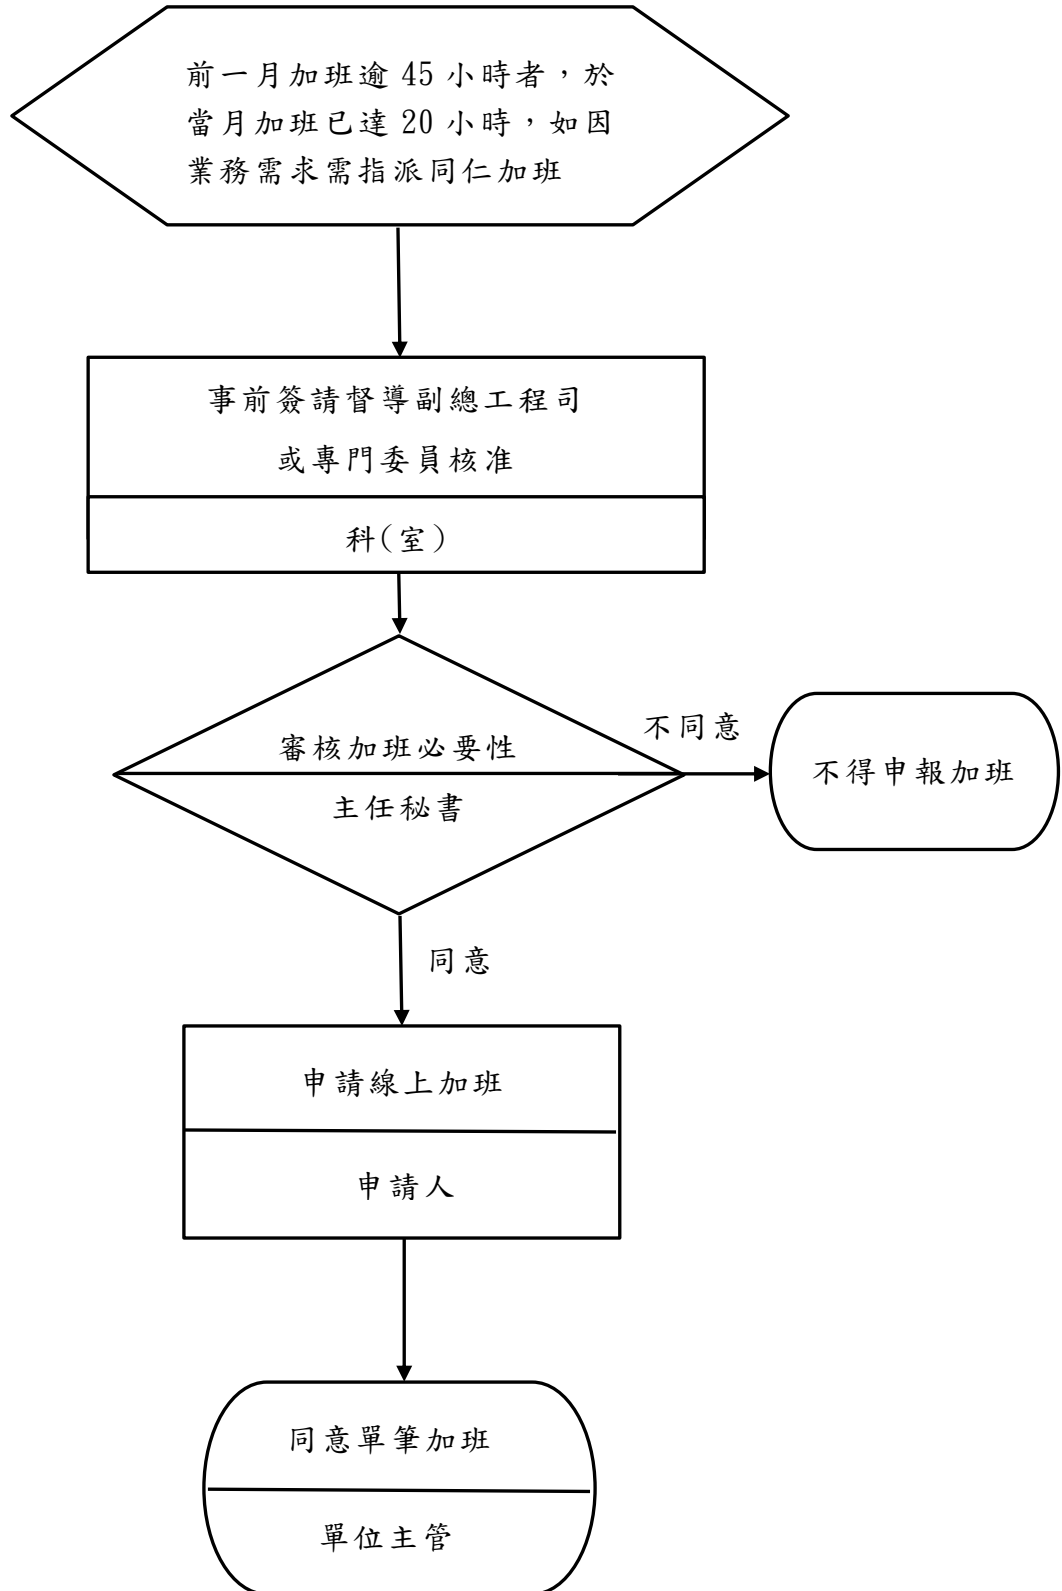 前一月加班逾 45 小時者，於
當月加班已達 20 小時，如因
業務需求需指派同仁加班
事前簽請督導副總工程司
或專門委員核准
科(室)
審核加班必要性
主任秘書
不同意
不得申報加班
同意
申請線上加班
申請人
同意單筆加班
單位主管